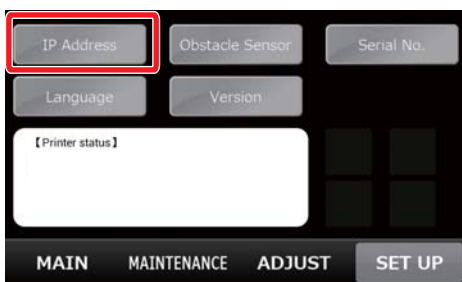 IP Address Obstacle Sensor Serial No.
Language Version
【Printer status】
MAIN MAINTENANCE ADJUST SET UP